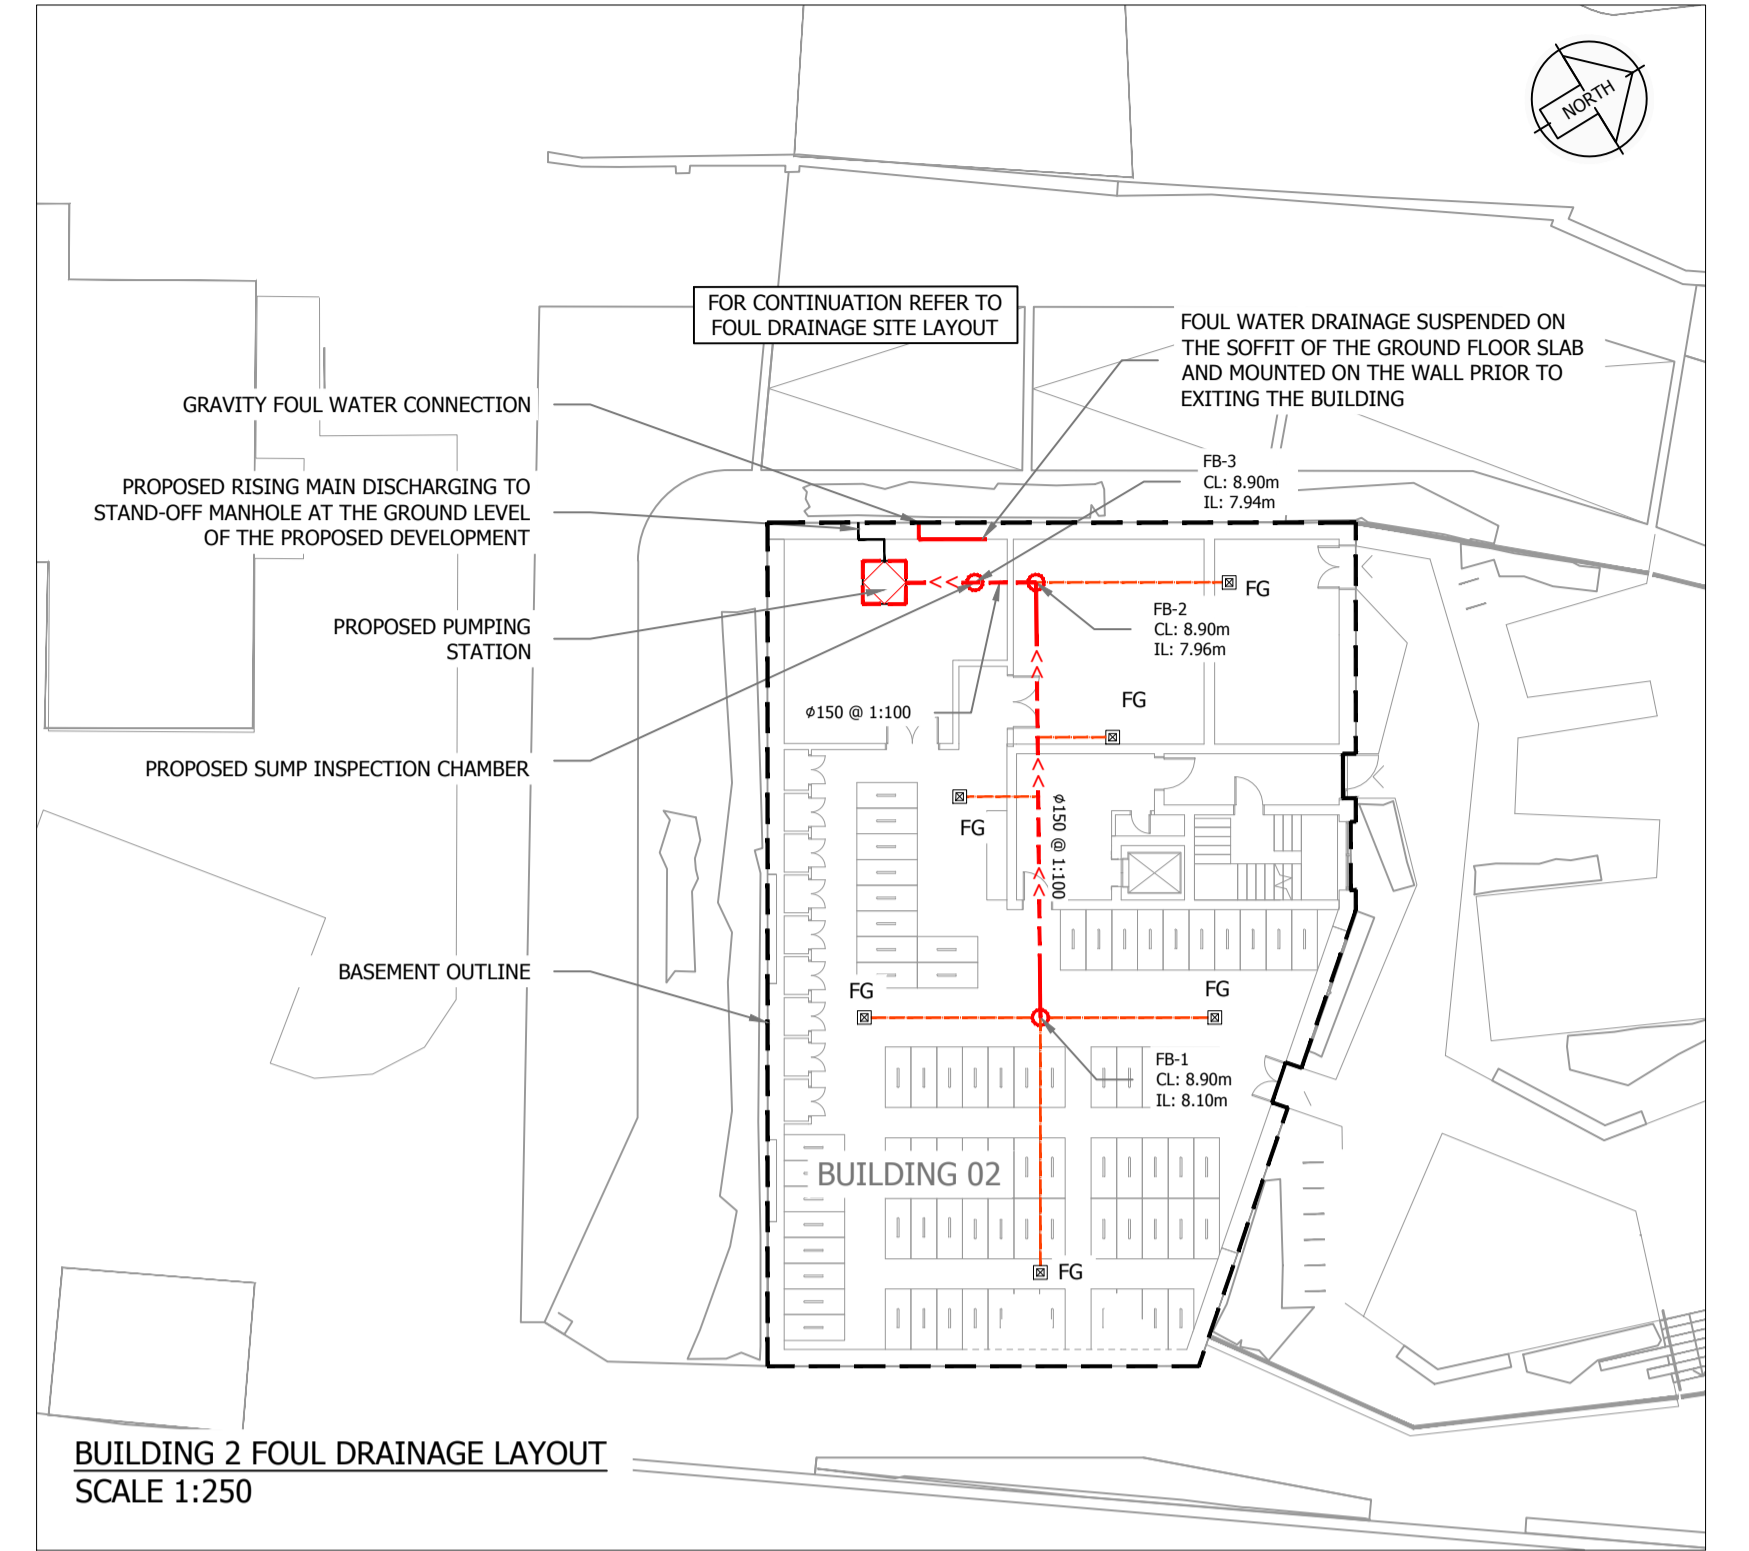 NORTH
FOR CONTINUATION REFER TO
FOUL DRAINAGE SITE LAYOUT
FOUL WATER DRAINAGE SUSPENDED ON
THE SOFFIT OF THE GROUND FLOOR SLAB
AND MOUNTED ON THE WALL PRIOR TO
EXITING THE BUILDING
GRAVITY FOUL WATER CONNECTION
FB-3
CL: 8.90m
IL: 7.94m
PROPOSED RISING MAIN DISCHARGING TO
STAND-OFF MANHOLE AT THE GROUND LEVEL
OF THE PROPOSED DEVELOPMENT
FG
FB-2
CL: 8.90m
IL: 7.96m
PROPOSED PUMPING
STATION
FG
⌀150 @ 1:100
PROPOSED SUMP INSPECTION CHAMBER
FG
⌀150 @ 1:100
BASEMENT OUTLINE
FG
FG
FB-1
CL: 8.90m
IL: 8.10m
BUILDING 02
FG
BUILDING 2 FOUL DRAINAGE LAYOUT
SCALE 1:250